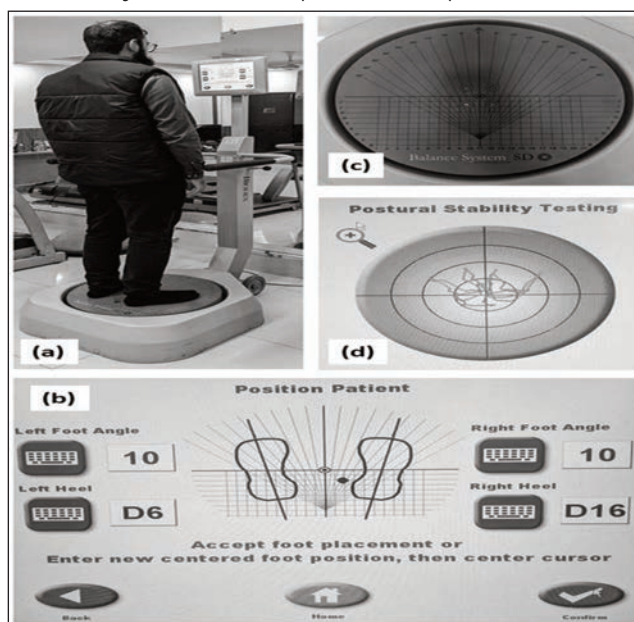 (a)
(c)
Balance System SD
Postural Stability Testing
(d)
(b)
Position Patient
Left Foot Angle
10
Right Foot Angle
10
Left Heel
D6
Right Heel
D16
Accept foot placement or
Enter new centered foot position, then center cursor
Back
Home
Confirm